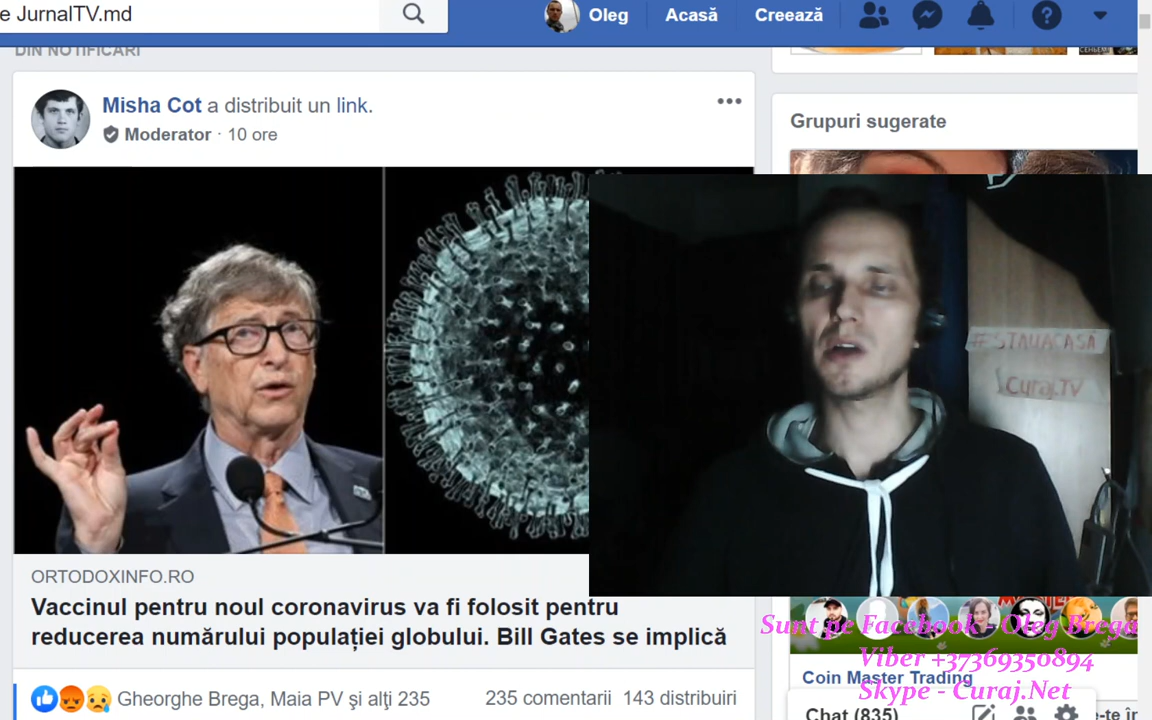 e JurnalTV.md
Oleg
Acasă
Creează
DIN NOTIFICĂRI
Misha Cot a distribuit un link.
Moderator · 10 ore
Grupuri sugerate
#STAUACASA
Curaj.TV
ORTODOXINFO.RO
Vaccinul pentru noul coronavirus va fi folosit pentru
reducerea numărului populației globului. Bill Gates se implică
Gheorghe Brega, Maia PV şi alţi 235
235 comentarii 143 distribuiri
Sunt pe Facebook - Oleg Brega
Viber +37369350894
Coin Master Trading
Skype - Curaj.Net
Chat (835)